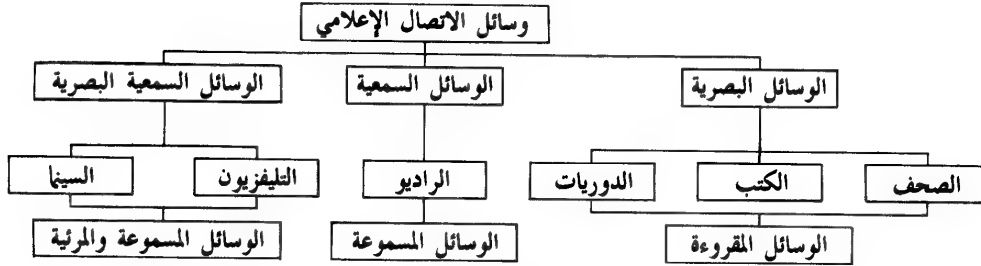 وسائل الاتصال الإعلامي
الوسائل البصرية
الوسائل السمعية
الوسائل السمعية البصرية
الصحف
الكتب
الدوريات
الراديو
التليفزيون
السينما
الوسائل المقروءة
الوسائل المسموعة
الوسائل المسموعة والمرئية